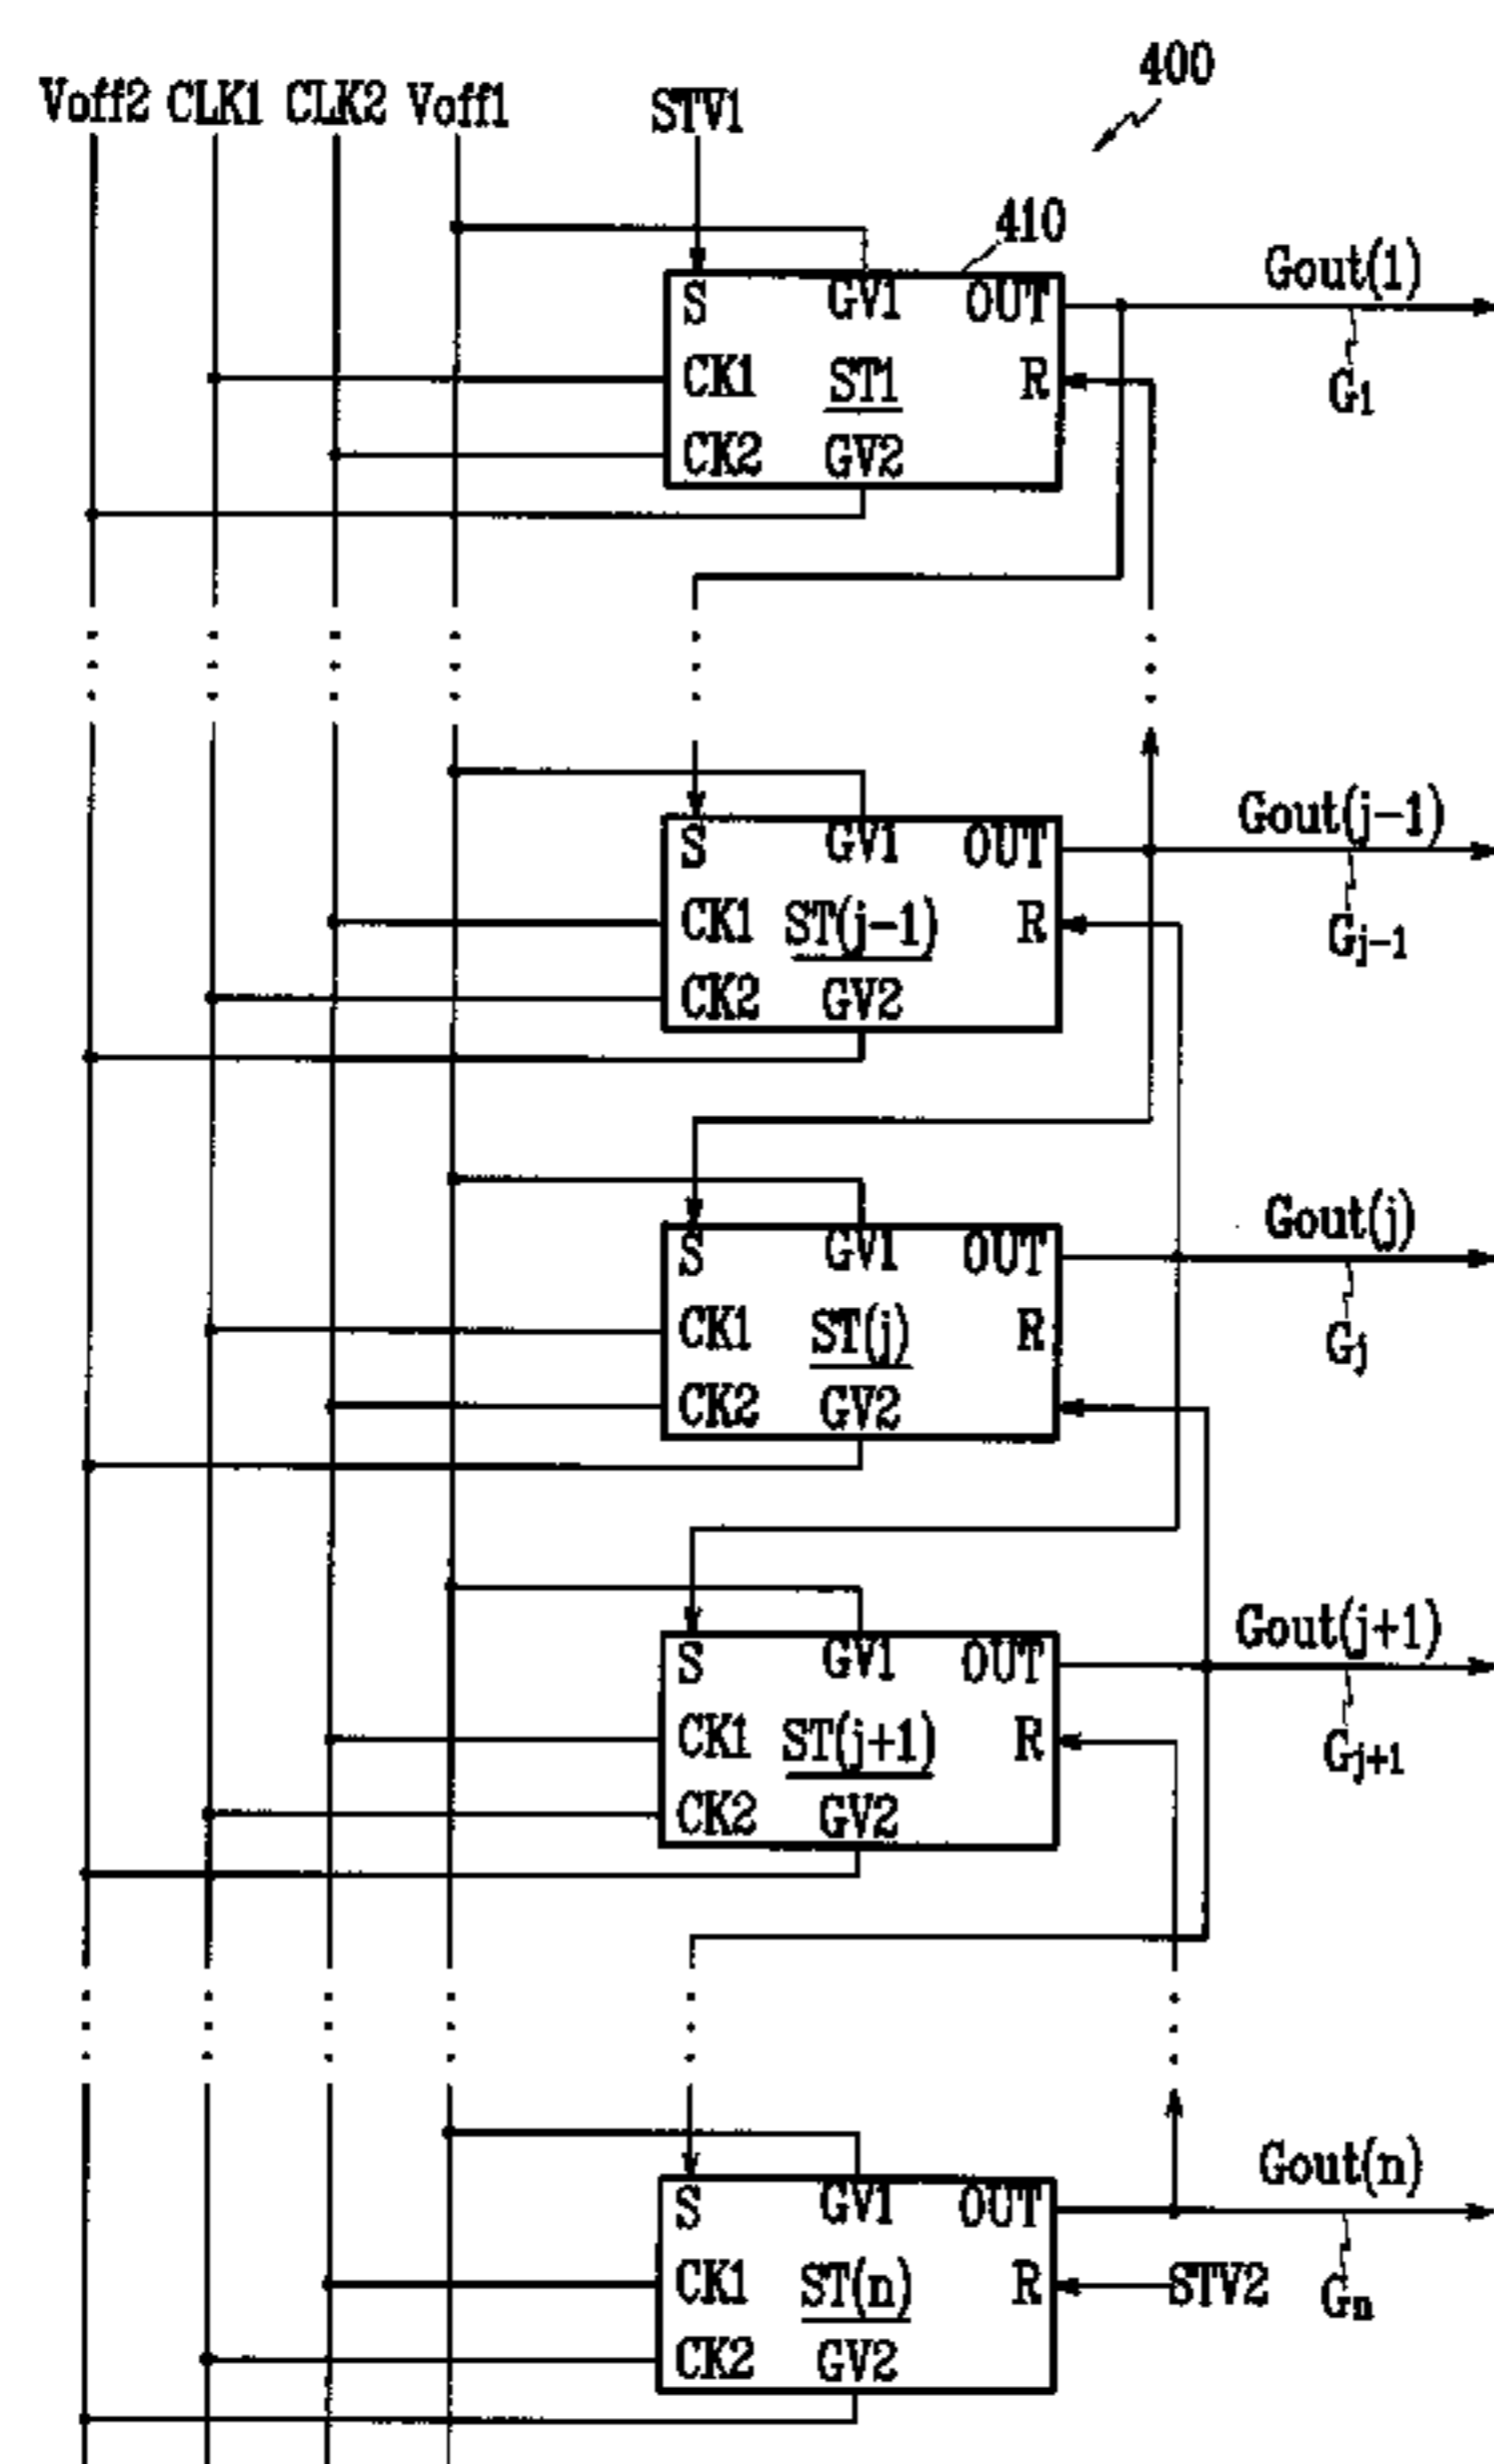 400
Voff2 CLK1 CLK2 Voff1 STV1
410
Gout(1)
S GV1 OUT
CK1 ST1 R
G1
CK2 GV2
Gout(j-1)
S GV1 OUT
CK1 ST(j-1) R
Gj-1
CK2 GV2
Gout(j)
S GV1 OUT
CK1 ST(j) R
Gj
CK2 GV2
Gout(j+1)
S GV1 OUT
CK1 ST(j+1) R
Gj+1
CK2 GV2
Gout(n)
S GV1 OUT
CK1 ST(n) R STV2
Gn
CK2 GV2